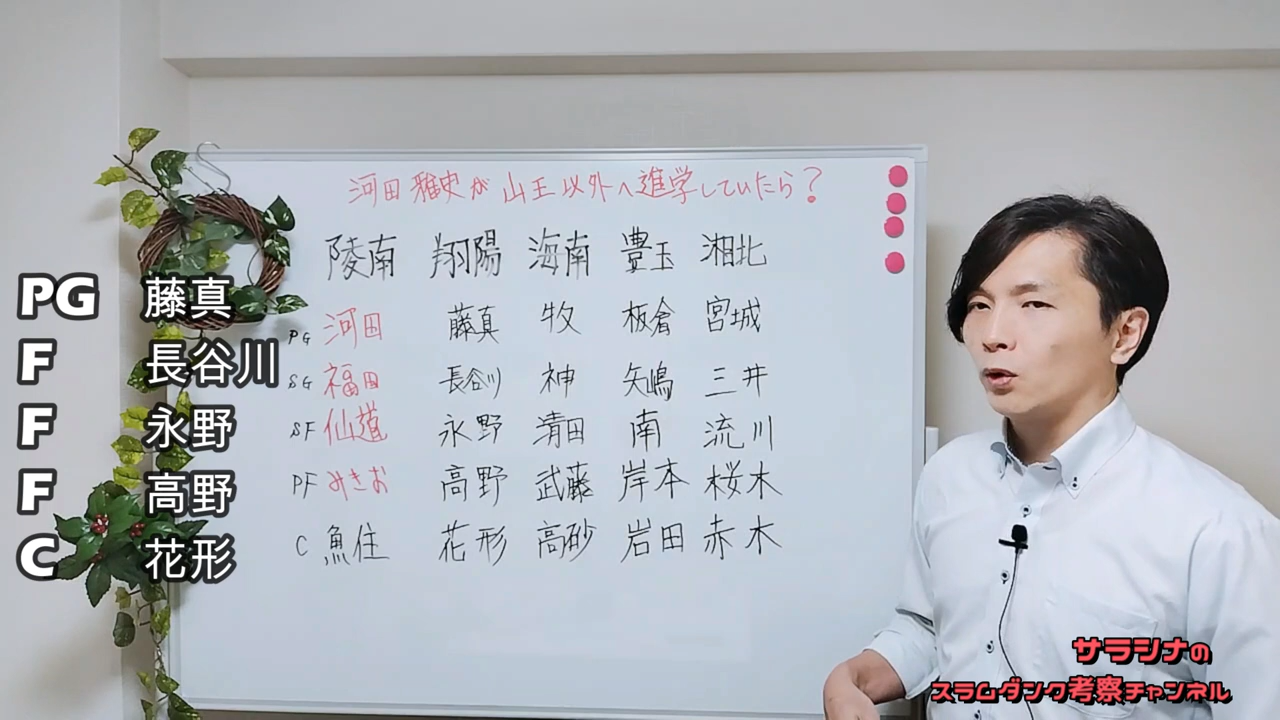 河田雅史が山王以外へ進学していたら?
陵南 翔陽 海南 豊玉 湘北
PG 河田 藤真 牧 板倉 宮城
SG 福田 長谷川 神 矢嶋 三井
SF 仙道 永野 清田 南 流川
PF みきお 高野 武藤 岸本 桜木
C 魚住 花形 高砂 岩田 赤木
PG 藤真
F 長谷川
F 永野
F 高野
C 花形
サラシナの
スラムダンク考察チャンネル